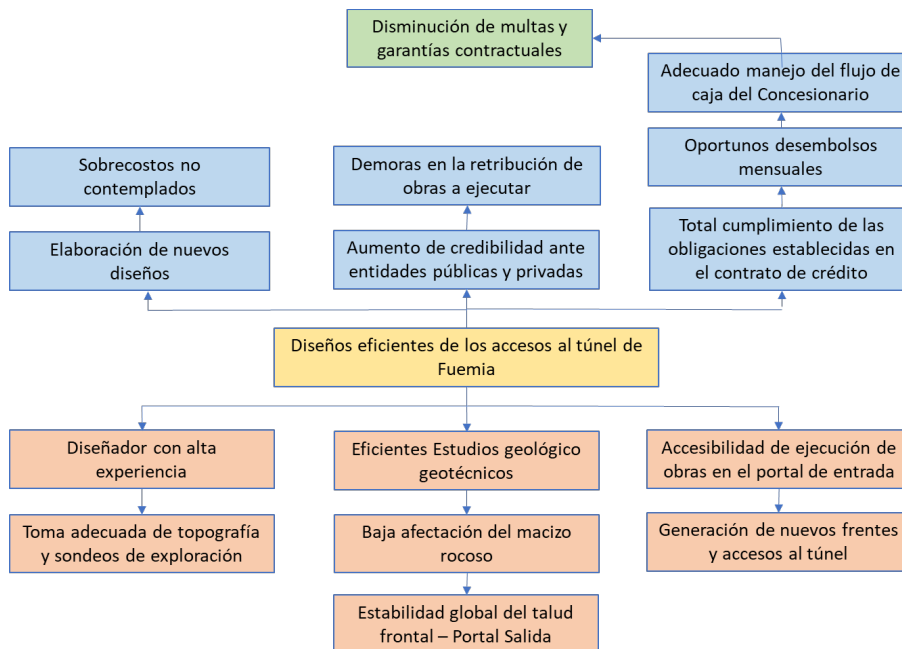 Disminución de multas y
garantías contractuales
Adecuado manejo del flujo de
caja del Concesionario
Sobrecostos no
contemplados
Demoras en la retribución de
obras a ejecutar
Oportunos desembolsos
mensuales
Elaboración de nuevos
diseños
Aumento de credibilidad ante
entidades públicas y privadas
Total cumplimiento de las
obligaciones establecidas en
el contrato de crédito
Diseños eficientes de los accesos al túnel de
Fuemia
Diseñador con alta
experiencia
Eficientes Estudios geológico
geotécnicos
Accesibilidad de ejecución de
obras en el portal de entrada
Toma adecuada de topografía
y sondeos de exploración
Baja afectación del macizo
rocoso
Generación de nuevos frentes
y accesos al túnel
Estabilidad global del talud
frontal – Portal Salida